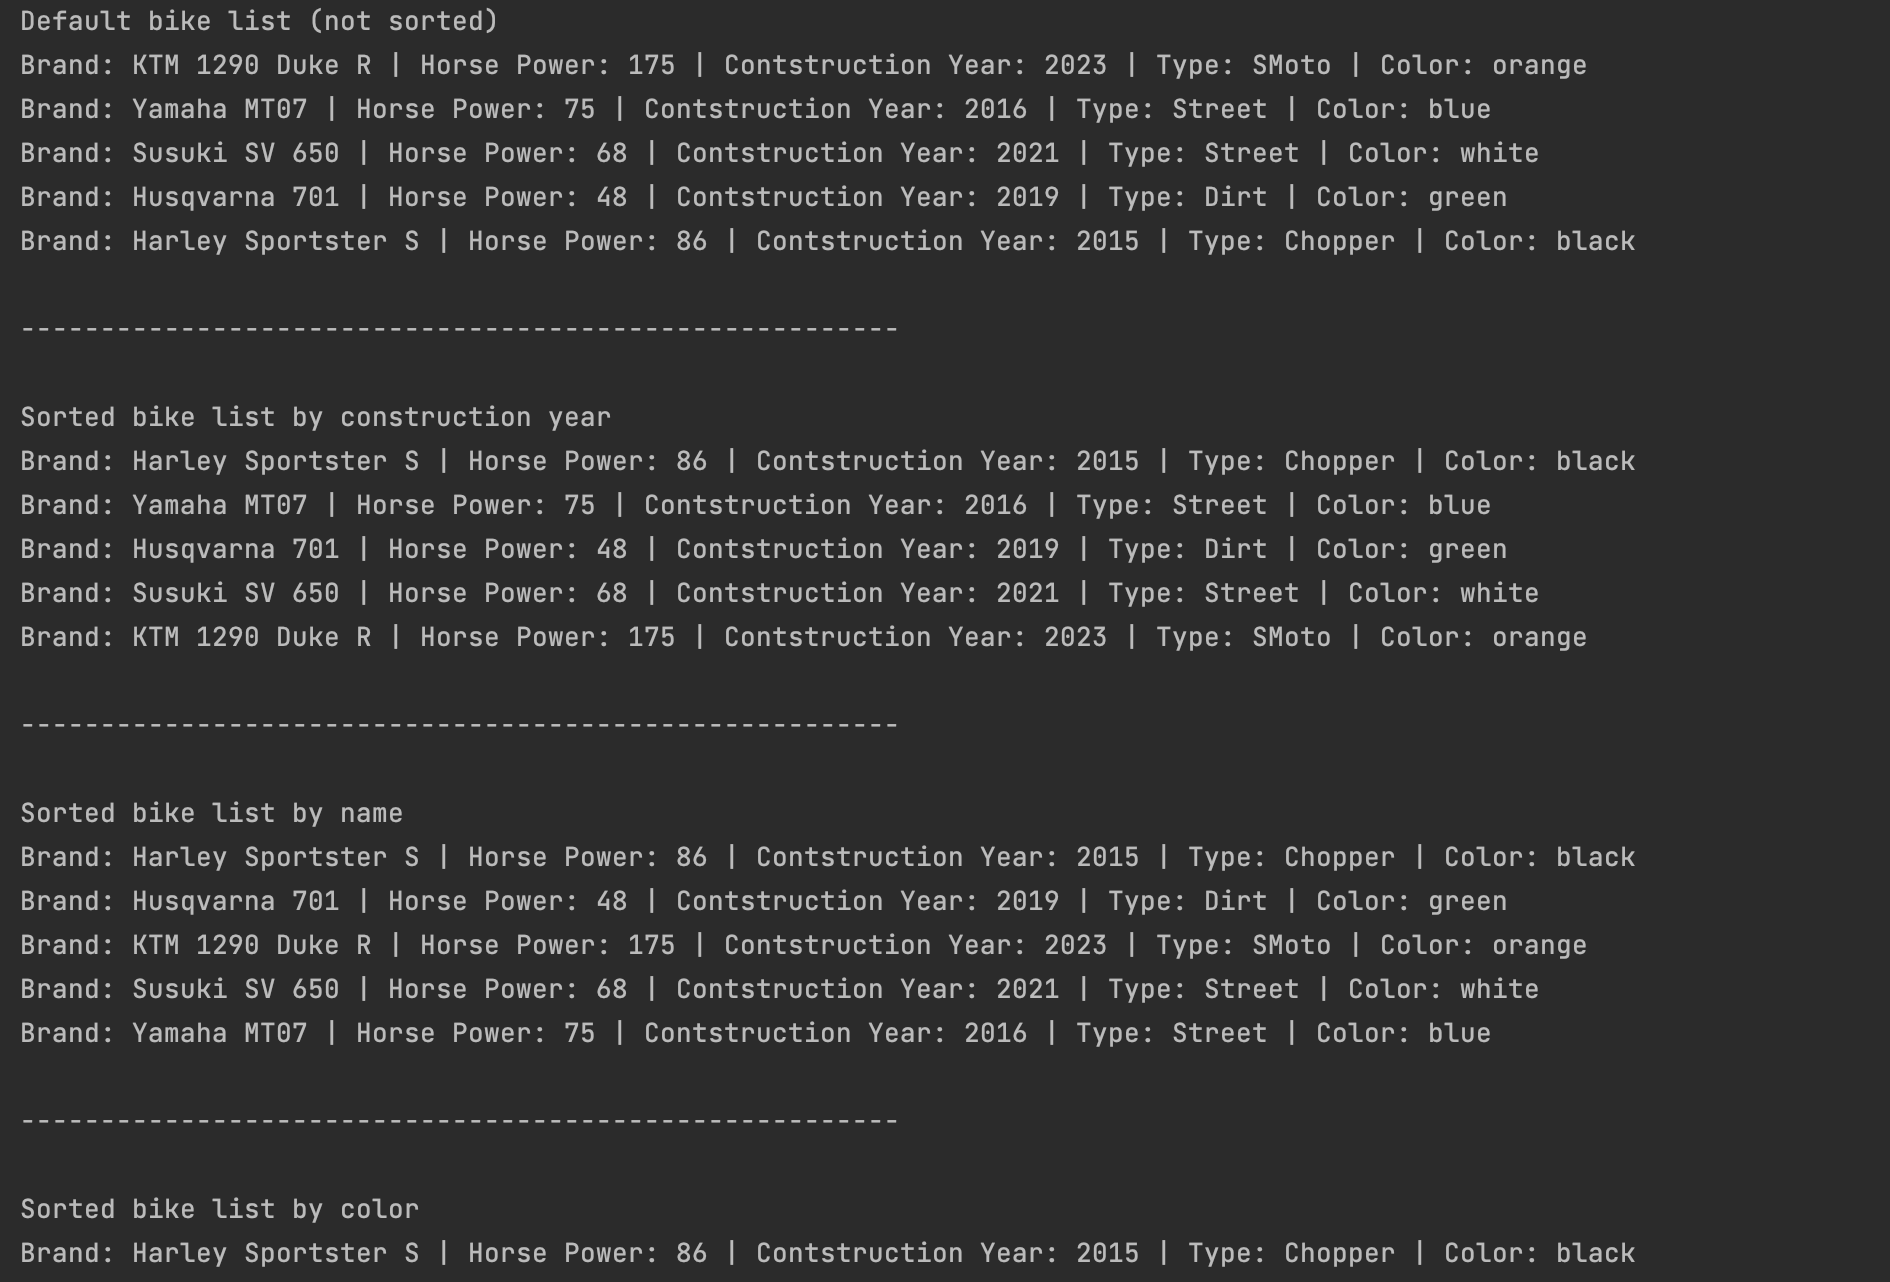 Default bike list (not sorted)
Brand: KTM 1290 Duke R | Horse Power: 175 | Contstruction Year: 2023 | Type: SMoto | Color: orange
Brand: Yamaha MT07 | Horse Power: 75 | Contstruction Year: 2016 | Type: Street | Color: blue
Brand: Susuki SV 650 | Horse Power: 68 | Contstruction Year: 2021 | Type: Street | Color: white
Brand: Husqvarna 701 | Horse Power: 48 | Contstruction Year: 2019 | Type: Dirt | Color: green
Brand: Harley Sportster S | Horse Power: 86 | Contstruction Year: 2015 | Type: Chopper | Color: black
-------------------------------------------------------
Sorted bike list by construction year
Brand: Harley Sportster S | Horse Power: 86 | Contstruction Year: 2015 | Type: Chopper | Color: black
Brand: Yamaha MT07 | Horse Power: 75 | Contstruction Year: 2016 | Type: Street | Color: blue
Brand: Husqvarna 701 | Horse Power: 48 | Contstruction Year: 2019 | Type: Dirt | Color: green
Brand: Susuki SV 650 | Horse Power: 68 | Contstruction Year: 2021 | Type: Street | Color: white
Brand: KTM 1290 Duke R | Horse Power: 175 | Contstruction Year: 2023 | Type: SMoto | Color: orange
-------------------------------------------------------
Sorted bike list by name
Brand: Harley Sportster S | Horse Power: 86 | Contstruction Year: 2015 | Type: Chopper | Color: black
Brand: Husqvarna 701 | Horse Power: 48 | Contstruction Year: 2019 | Type: Dirt | Color: green
Brand: KTM 1290 Duke R | Horse Power: 175 | Contstruction Year: 2023 | Type: SMoto | Color: orange
Brand: Susuki SV 650 | Horse Power: 68 | Contstruction Year: 2021 | Type: Street | Color: white
Brand: Yamaha MT07 | Horse Power: 75 | Contstruction Year: 2016 | Type: Street | Color: blue
-------------------------------------------------------
Sorted bike list by color
Brand: Harley Sportster S | Horse Power: 86 | Contstruction Year: 2015 | Type: Chopper | Color: black